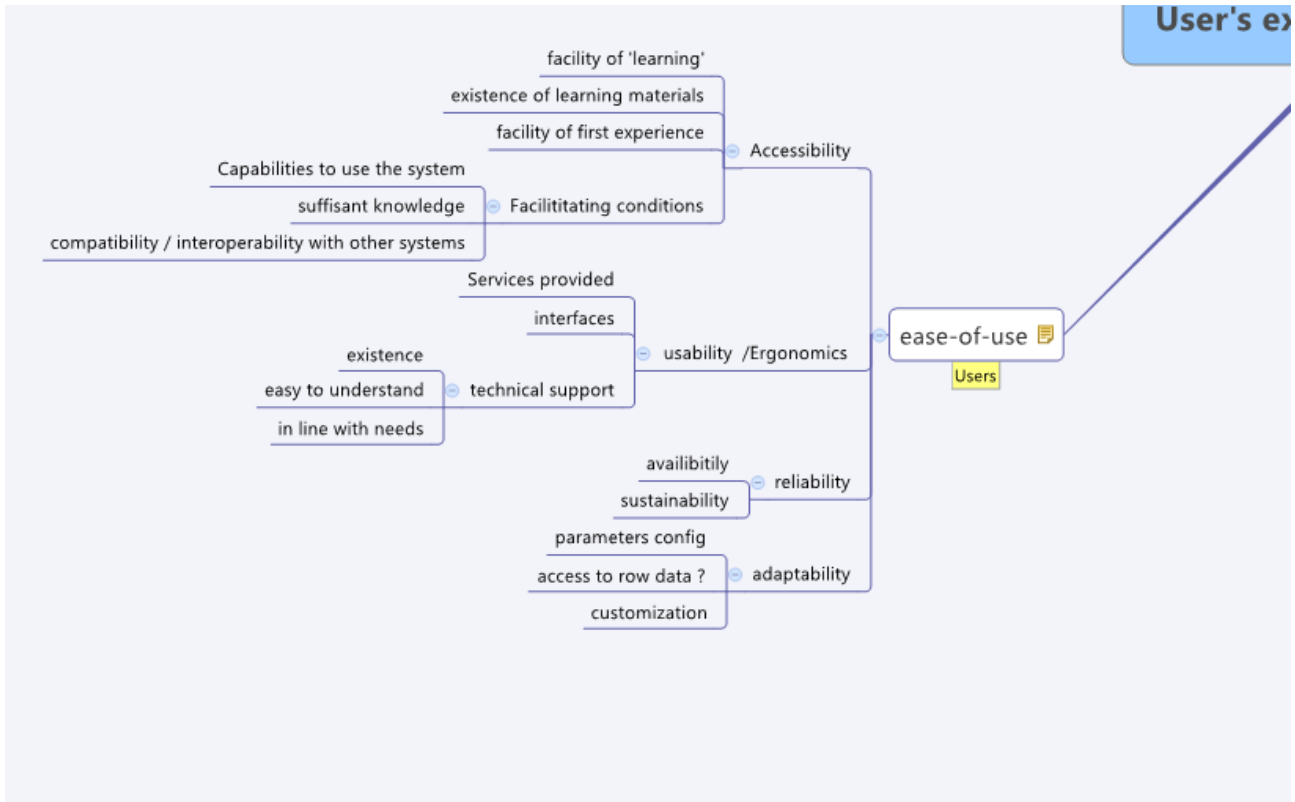 User's ex
facility of 'learning'
existence of learning materials
facility of first experience
Accessibility
Capabilities to use the system
suffisant knowledge
Facilititating conditions
compatibility / interoperability with other systems
Services provided
interfaces
usability /Ergonomics
existence
easy to understand
technical support
in line with needs
ease-of-use
Users
availibitily
reliability
sustainability
parameters config
access to row data ?
adaptability
customization